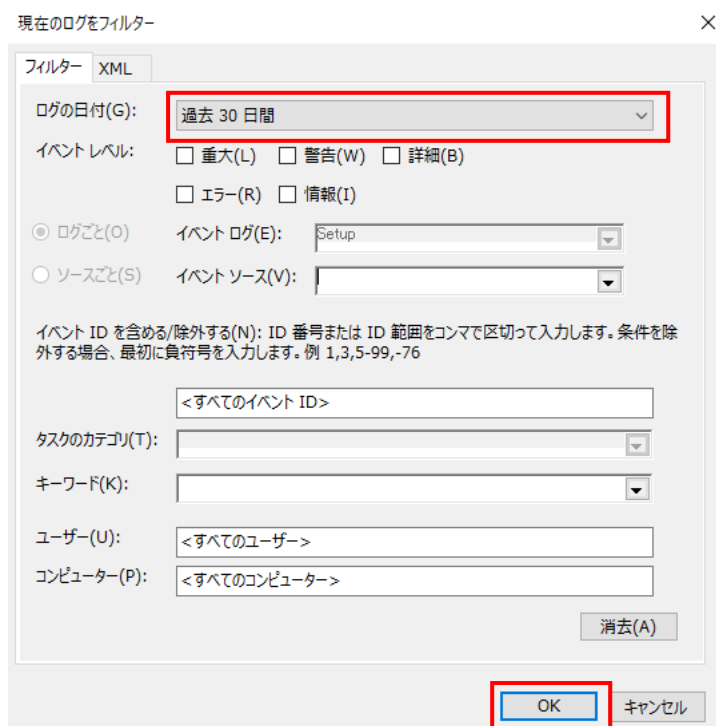 現在のログをフィルター
フィルター XML
ログの日付(G): 過去 30 日間
イベント レベル: 重大(L) 警告(W) 詳細(B)
エラー(R) 情報(I)
ログごと(O) イベント ログ(E): Setup
ソースごと(S) イベント ソース(V):
イベント ID を含める/除外する(N): ID 番号または ID 範囲をコンマで区切って入力します。条件を除
外する場合、最初に負符号を入力します。例 1,3,5-99,-76
<すべてのイベント ID>
タスクのカテゴリ(T):
キーワード(K):
ユーザー(U): <すべてのユーザー>
コンピューター(P): <すべてのコンピューター>
消去(A)
OK キャンセル